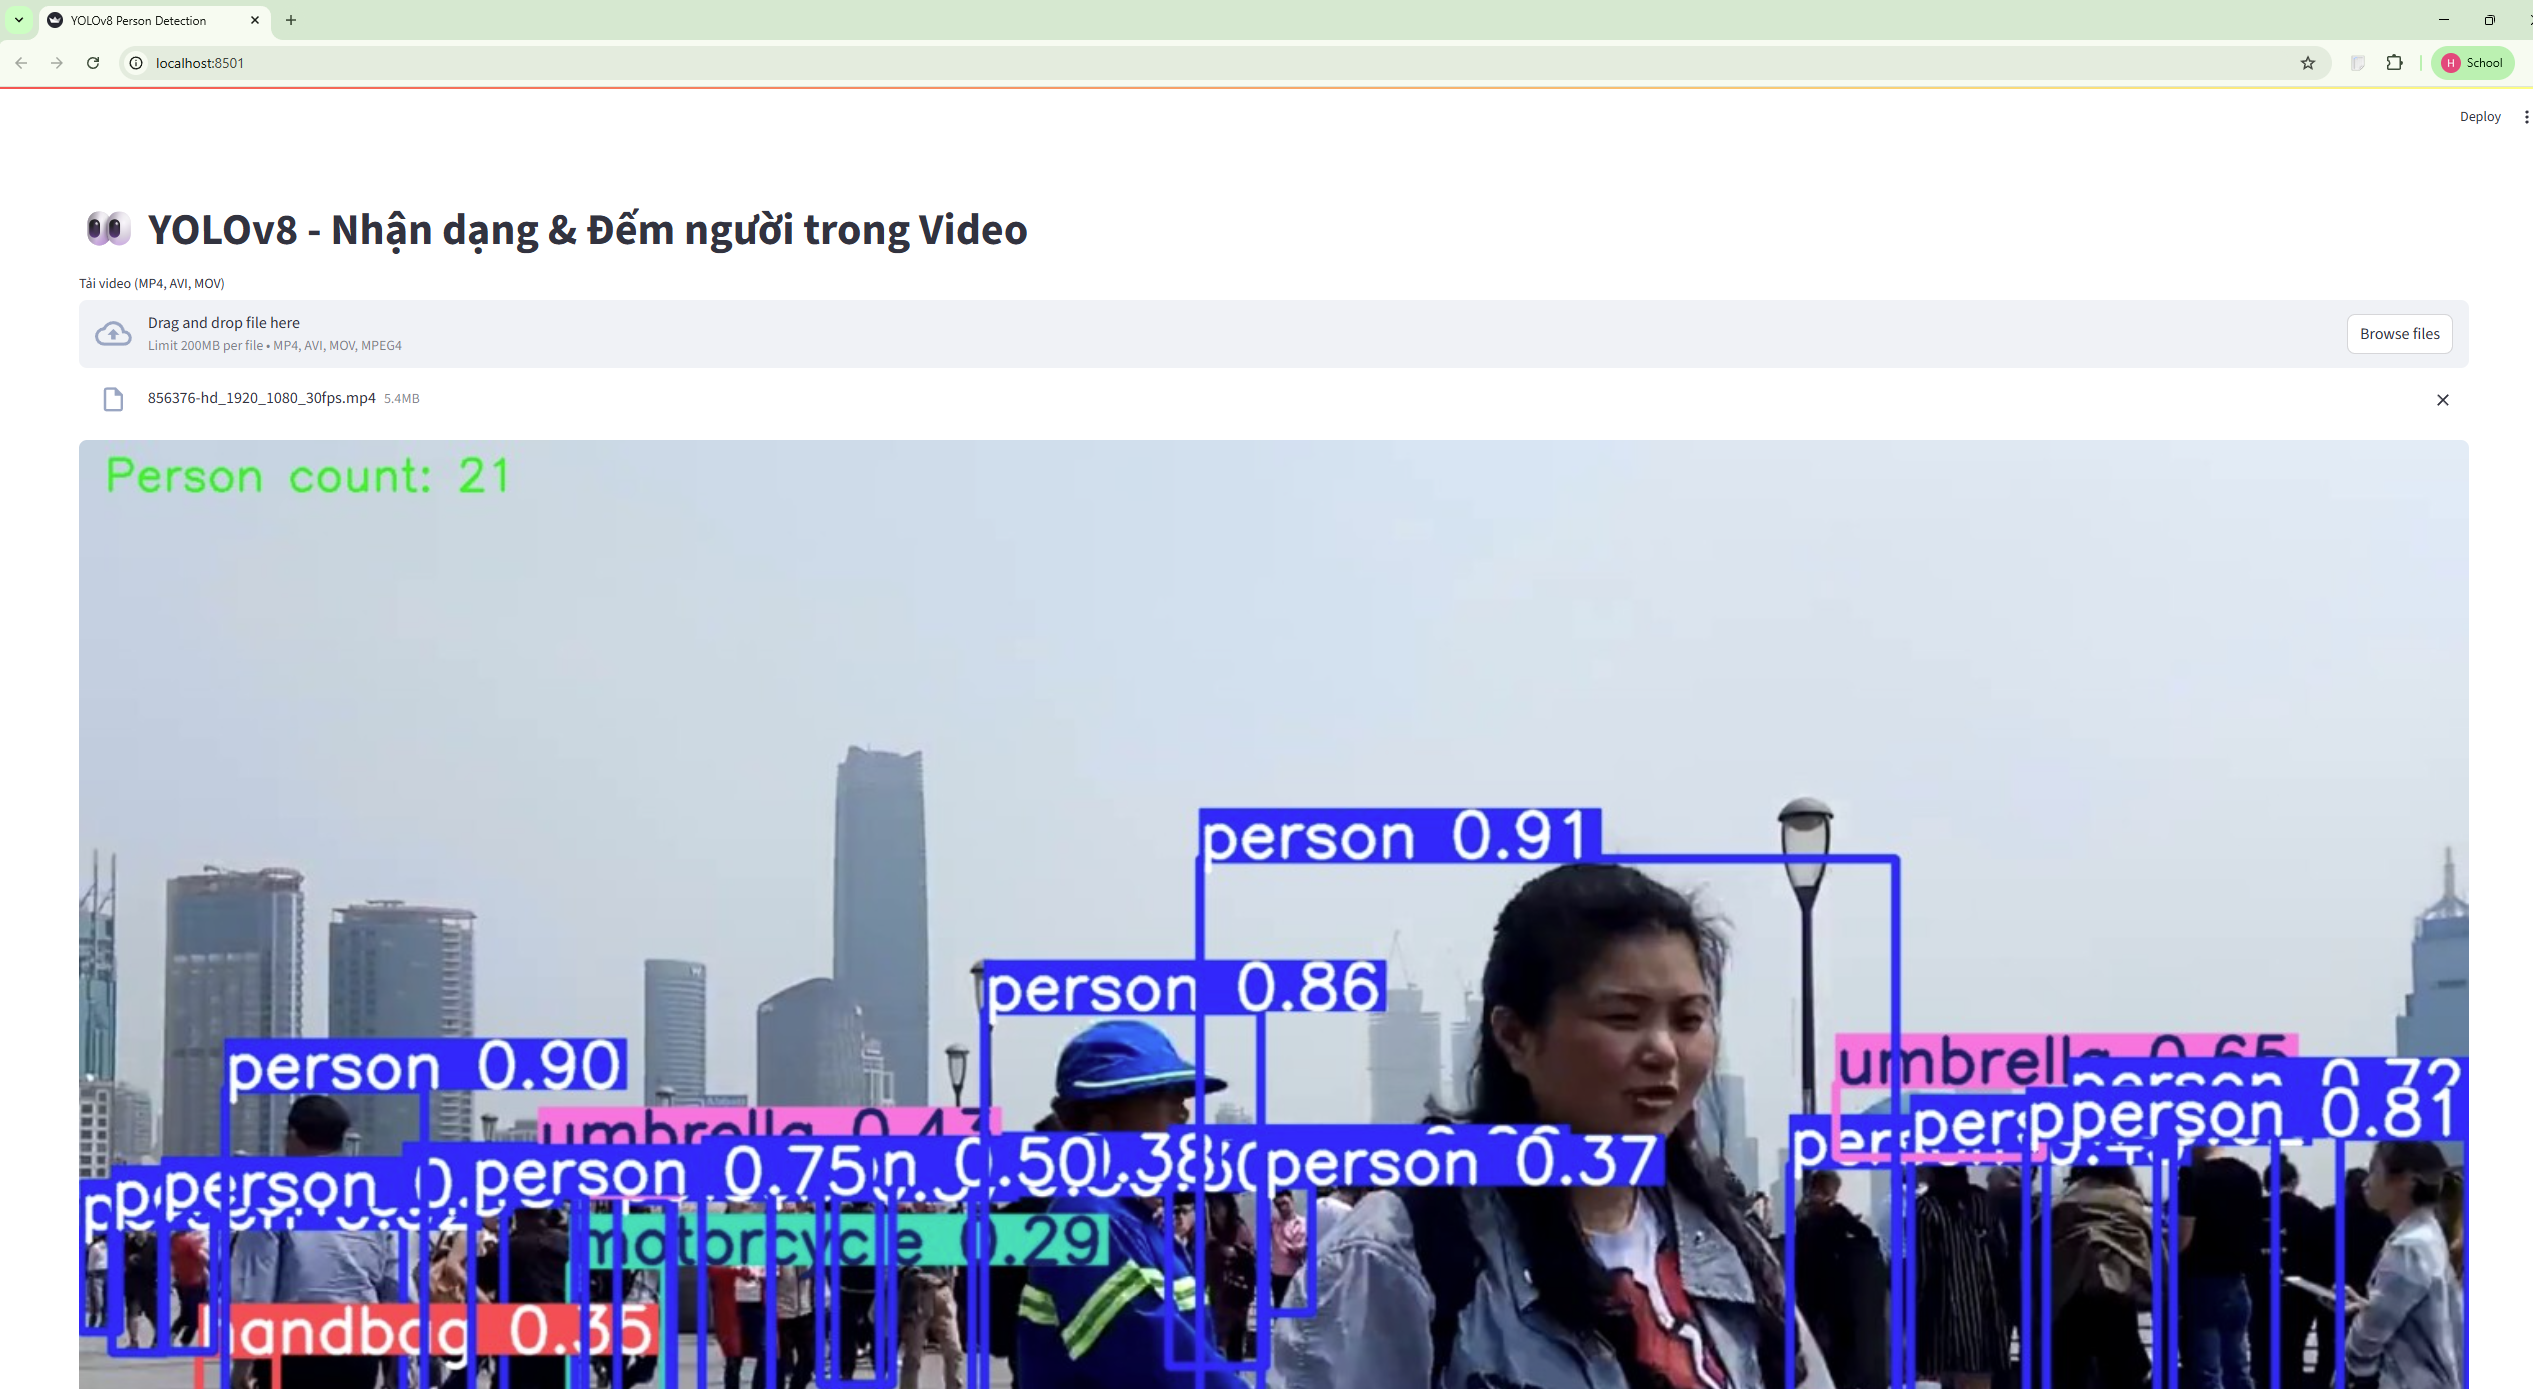 YOLOv8 Person Detection
localhost:8501
H School
Deploy
YOLOv8 - Nhận dạng & Đếm người trong Video
Tải video (MP4, AVI, MOV)
Drag and drop file here
Limit 200MB per file • MP4, AVI, MOV, MPEG4
Browse files
856376-hd_1920_1080_30fps.mp4 5.4MB
Person count: 21
person 0.91
person 0.86
person 0.90
umbrella 0.65
person 0.72
umbrella 0.43
person 0.81
person 0.75
0.50
person 0.37
person
motorcycle 0.29
handbag 0.35